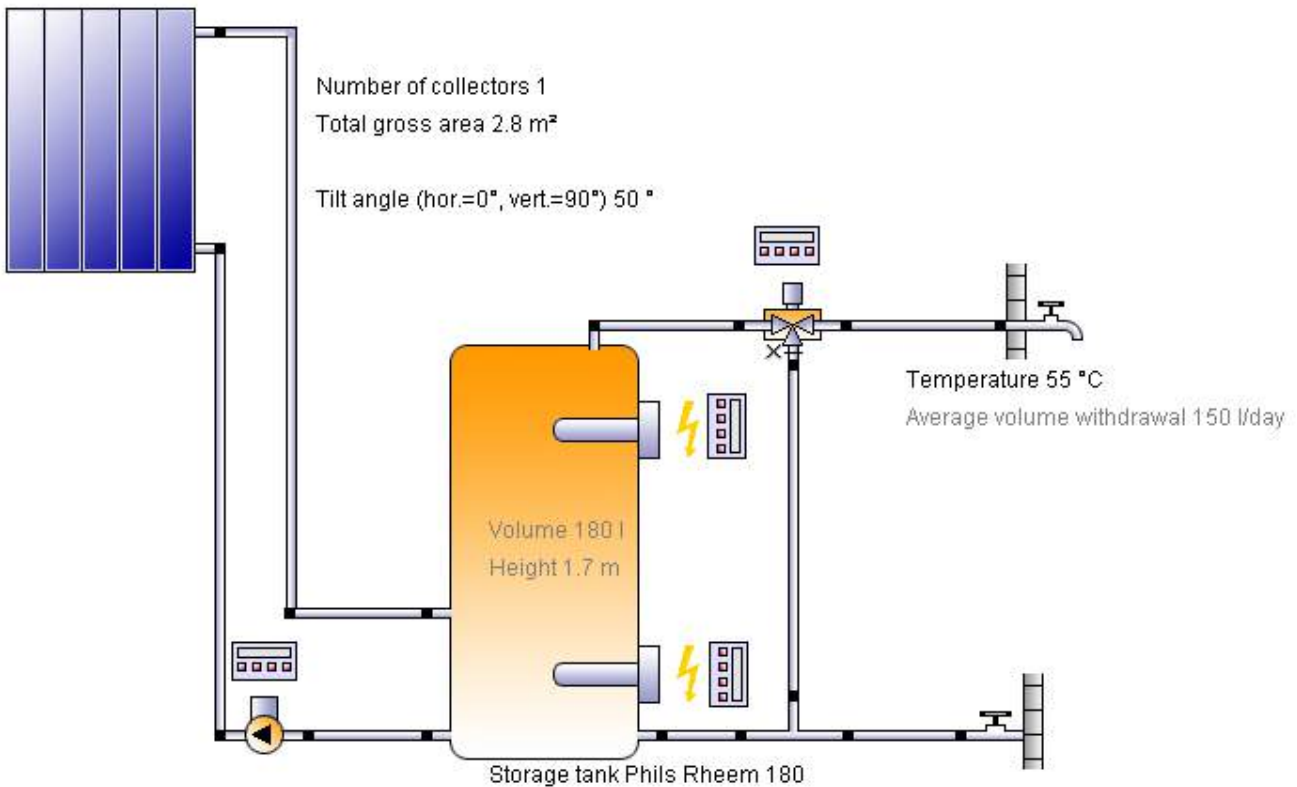 Number of collectors 1
Total gross area 2.8 m²
Tilt angle (hor.=0°, vert.=90°) 50 °
Temperature 55 °C
Average volume withdrawal 150 l/day
Volume 180 l
Height 1.7 m
Storage tank Phils Rheem 180